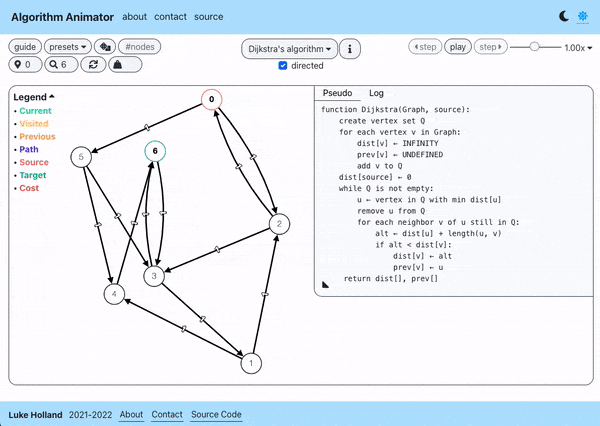 Algorithm Animator about contact source
guide presets #nodes
0 6
Dijkstra's algorithm
directed
step play step 1.00x
Legend
• Current
• Visited
• Previous
• Path
• Source
• Target
• Cost
0
5
6
2
3
4
1
Pseudo Log
function Dijkstra(Graph, source):
create vertex set Q
for each vertex v in Graph:
dist[v] ← INFINITY
prev[v] ← UNDEFINED
add v to Q
dist[source] ← 0
while Q is not empty:
u ← vertex in Q with min dist[u]
remove u from Q
for each neighbor v of u still in Q:
alt ← dist[u] + length(u, v)
if alt < dist[v]:
dist[v] ← alt
prev[v] ← u
return dist[], prev[]
Luke Holland 2021-2022 About Contact Source Code